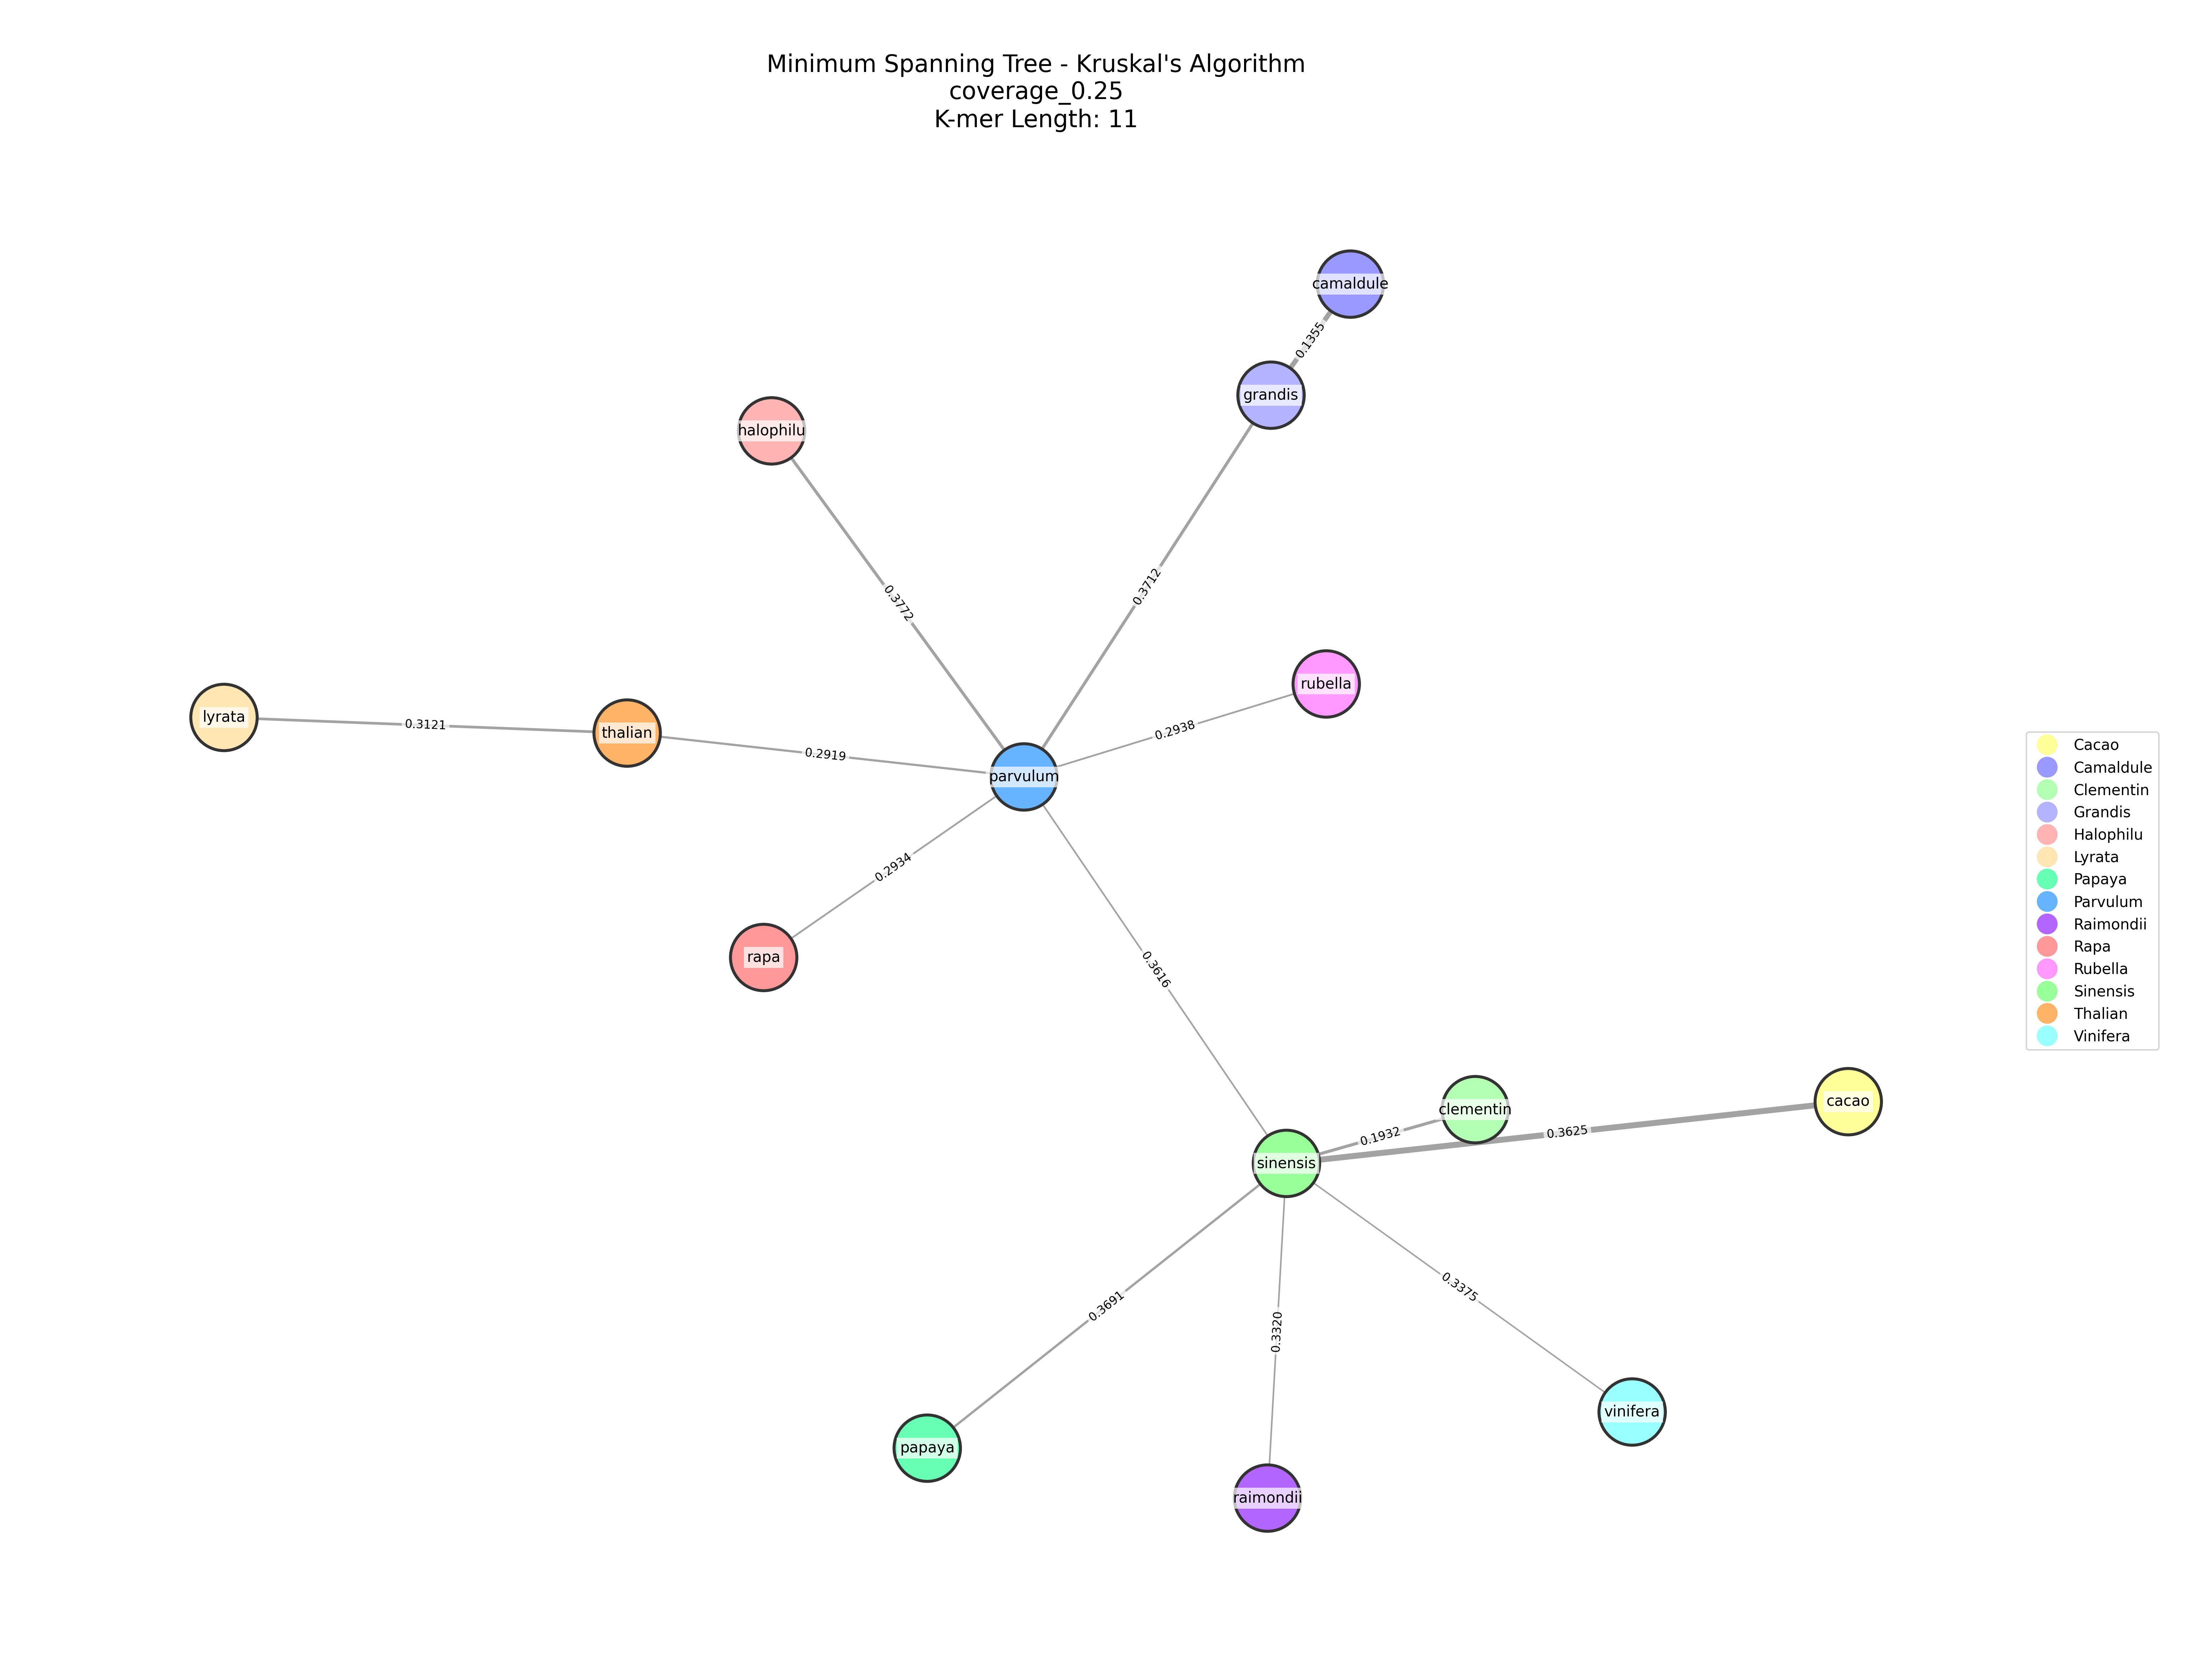 Minimum Spanning Tree - Kruskal's Algorithm
coverage_0.25
K-mer Length: 11
camaldule
0.1355
grandis
halophilu
0.3772
0.3712
rubella
lyrata
0.3121
thalian
0.2919
0.2938
parvulum
0.2934
rapa
0.3616
clementin
cacao
0.1932
0.3625
sinensis
0.3691
0.3320
0.3375
vinifera
papaya
raimondii
Cacao
Camaldule
Clementin
Grandis
Halophilu
Lyrata
Papaya
Parvulum
Raimondii
Rapa
Rubella
Sinensis
Thalian
Vinifera